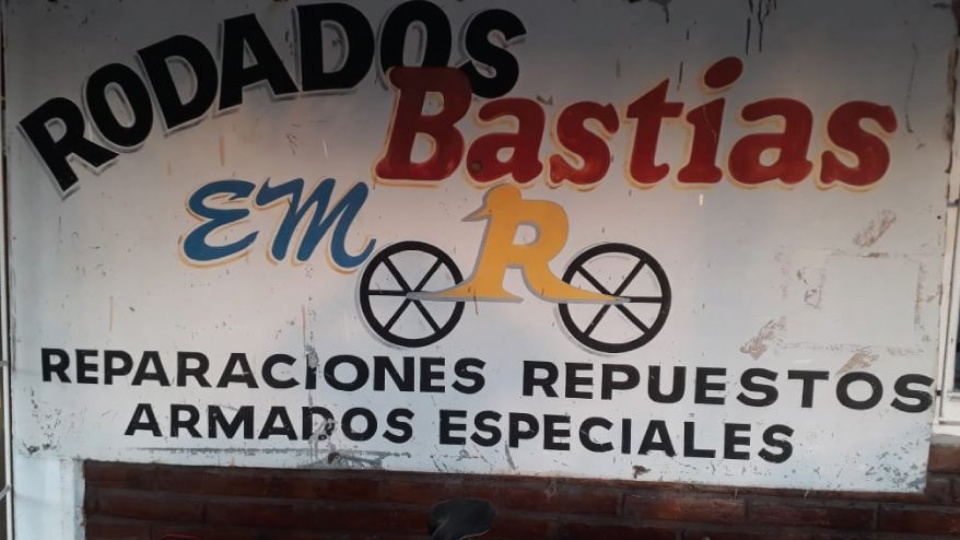 RODADOS
Bastias
EM R
REPARACIONES REPUESTOS
ARMADOS ESPECIALES